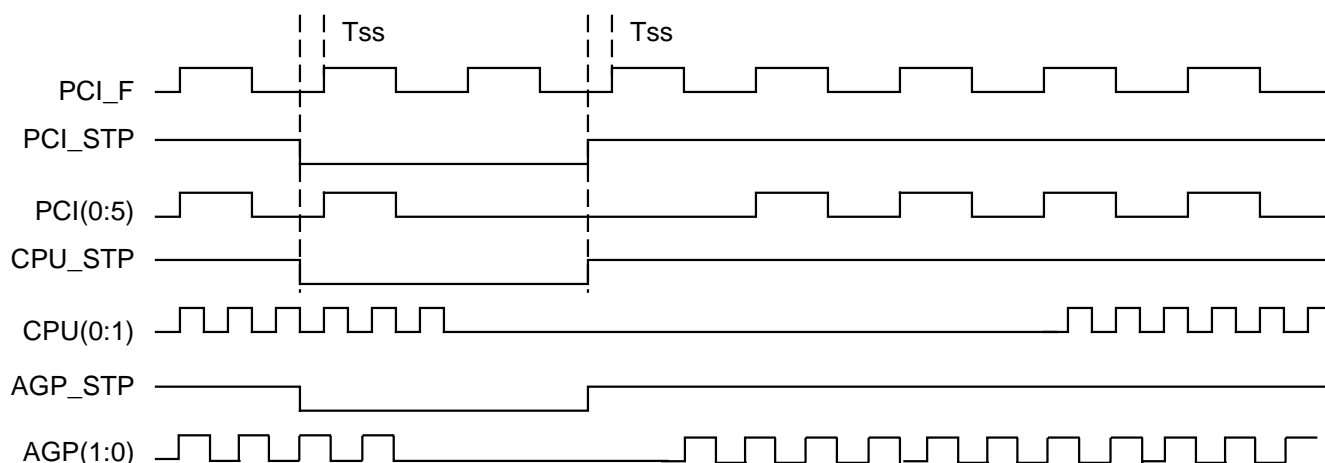 Tss Tss
PCI_F
PCI_STP
PCI(0:5)
CPU_STP
CPU(0:1)
AGP_STP
AGP(1:0)